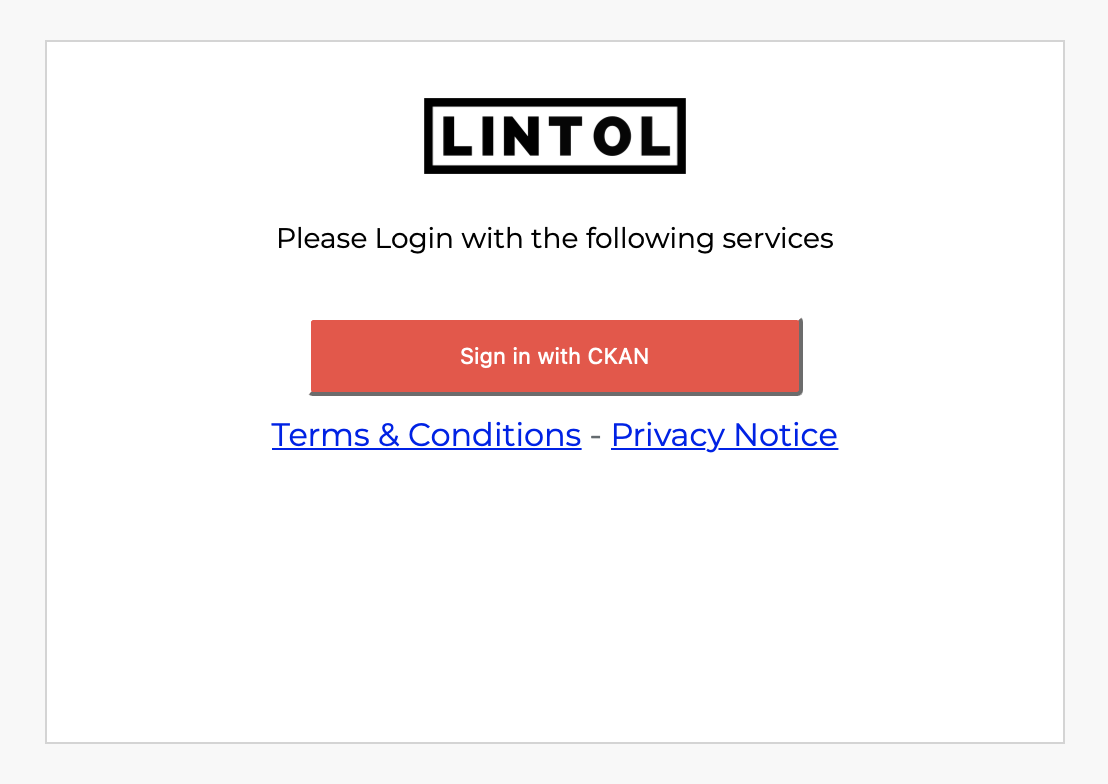 LINTOL
Please Login with the following services
Sign in with CKAN
Terms & Conditions - Privacy Notice